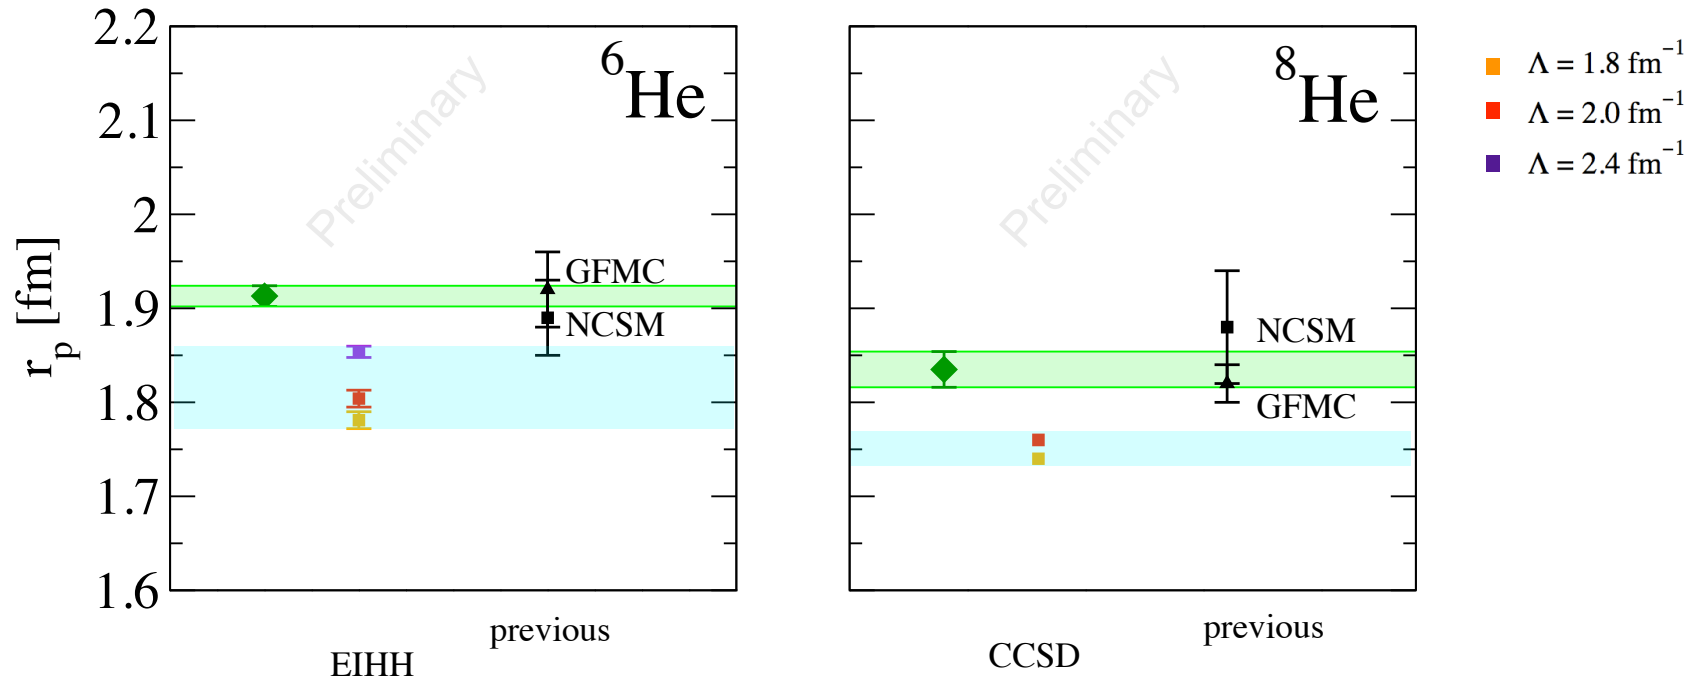 2.2
2.1
2
1.9
1.8
1.7
1.6
r_p [fm]
Preliminary
⁶He
GFMC
NCSM
previous
EIHH
Preliminary
⁸He
NCSM
GFMC
previous
CCSD
Λ = 1.8 fm⁻¹
Λ = 2.0 fm⁻¹
Λ = 2.4 fm⁻¹